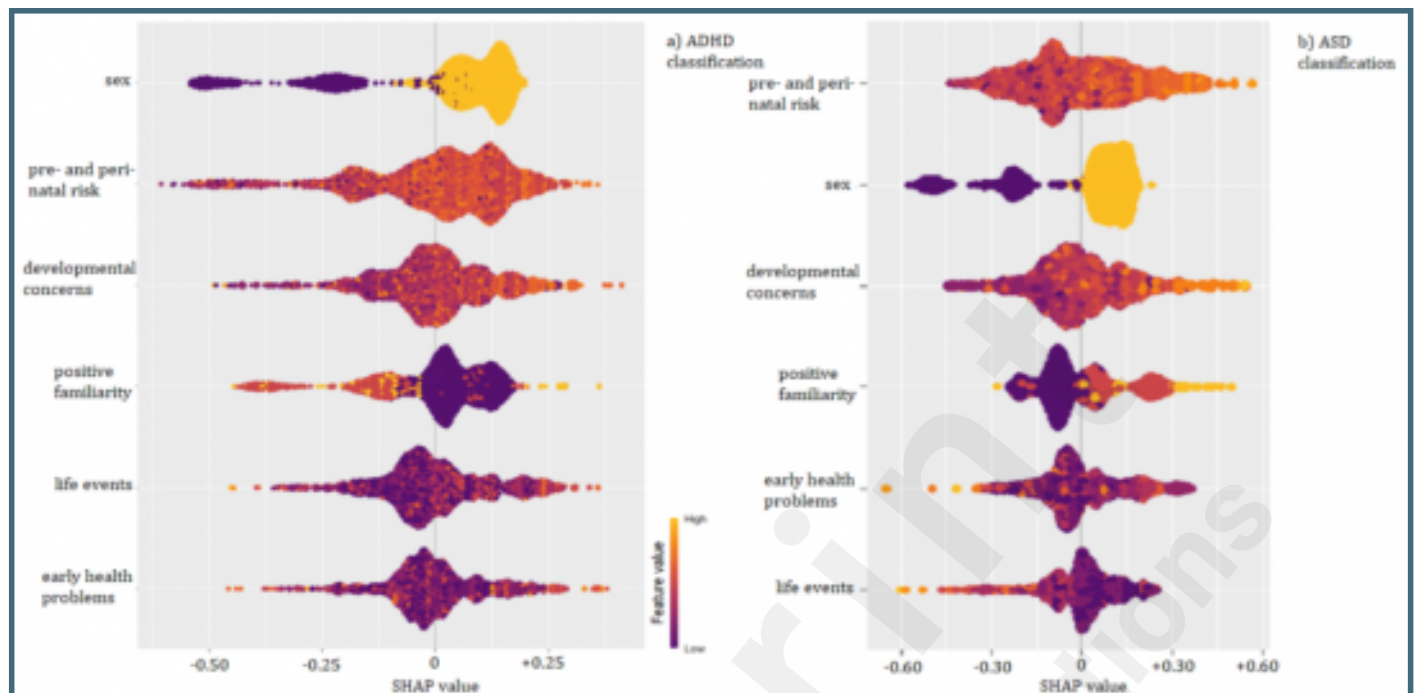 a) ADHD
classification
sex
pre- and peri-
natal risk
developmental
concerns
positive
familiarity
life events
early health
problems
-0.50
-0.25
0
+0.25
SHAP value
High
Feature value
Low
b) ASD
classification
pre- and peri-
natal risk
sex
developmental
concerns
positive
familiarity
early health
problems
life events
-0.60
-0.30
0
+0.30
+0.60
SHAP value